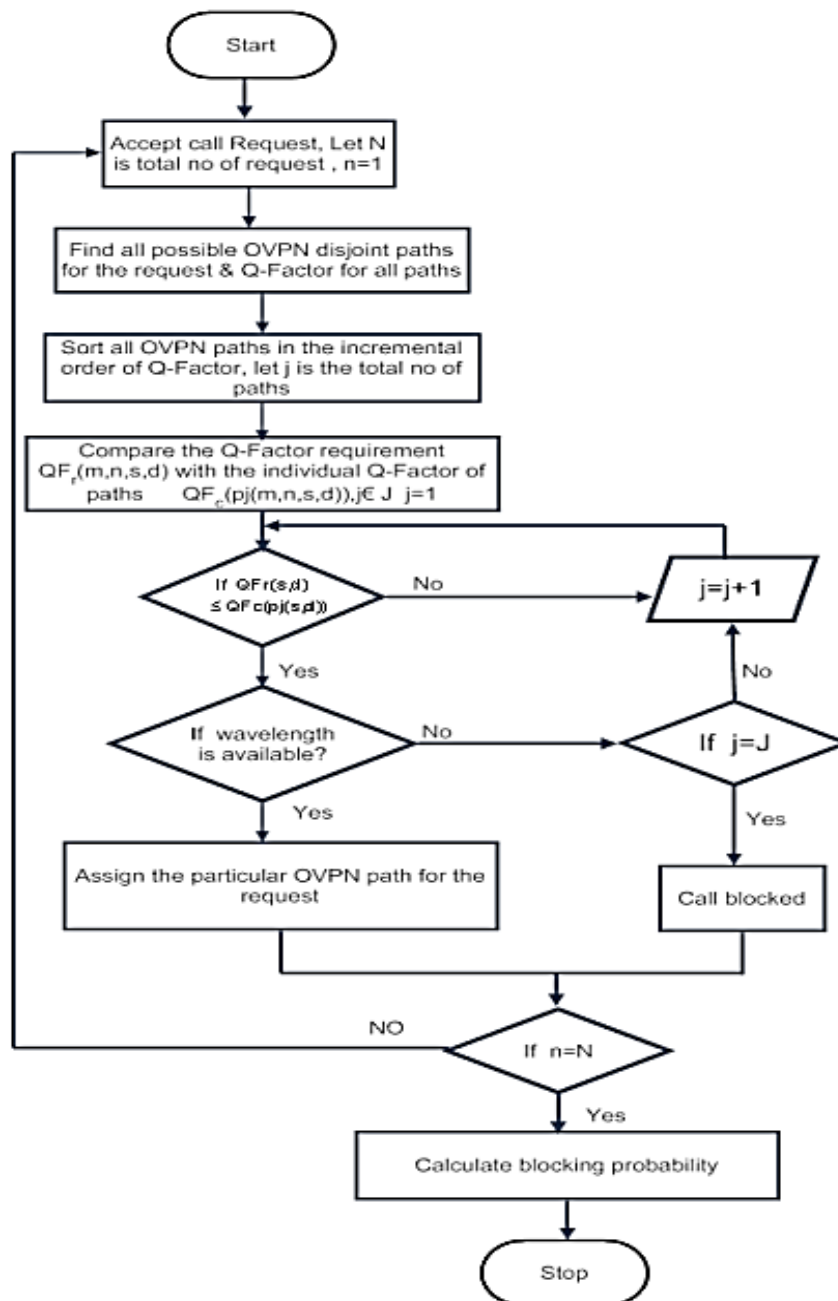 Start
Accept call Request, Let N
is total no of request , n=1
Find all possible OVPN disjoint paths
for the request & Q-Factor for all paths
Sort all OVPN paths in the incremental
order of Q-Factor, let j is the total no of
paths
Compare the Q-Factor requirement
QFr(m,n,s,d) with the individual Q-Factor of
paths QFc(pj(m,n,s,d)),j€ J j=1
If QFr(s,d)
≤ QFc(pj(s,d))
No
j=j+1
Yes
No
If wavelength
is available?
No
If j=J
Yes
Yes
Assign the particular OVPN path for the
request
Call blocked
NO
If n=N
Yes
Calculate blocking probability
Stop